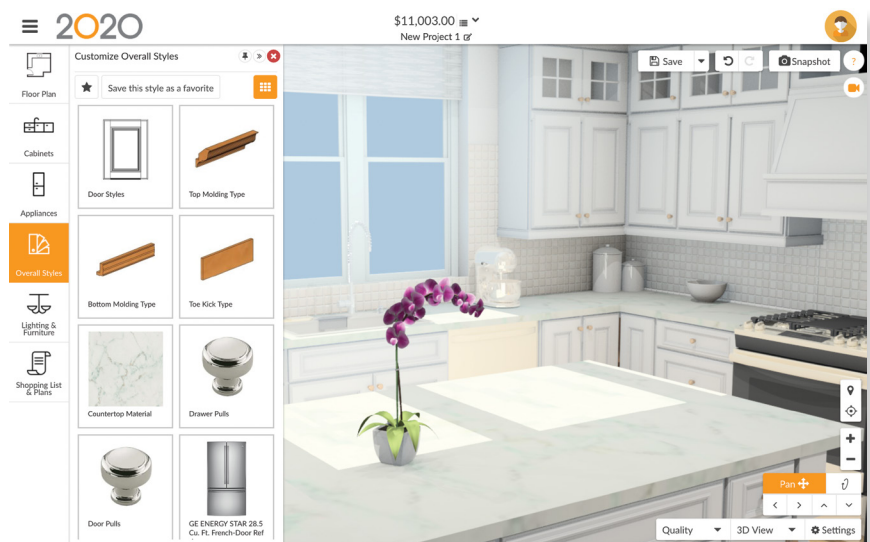 2020
$11,003.00
New Project 1
Floor Plan
Cabinets
Appliances
Overall Styles
Lighting &
Furniture
Shopping List
& Plans
Customize Overall Styles
Save this style as a favorite
Door Styles
Top Molding Type
Bottom Molding Type
Toe Kick Type
Countertop Material
Drawer Pulls
Door Pulls
GE ENERGY STAR 28.5
Cu. Ft. French-Door Ref
Save
Snapshot
?
Pan
Quality
3D View
Settings